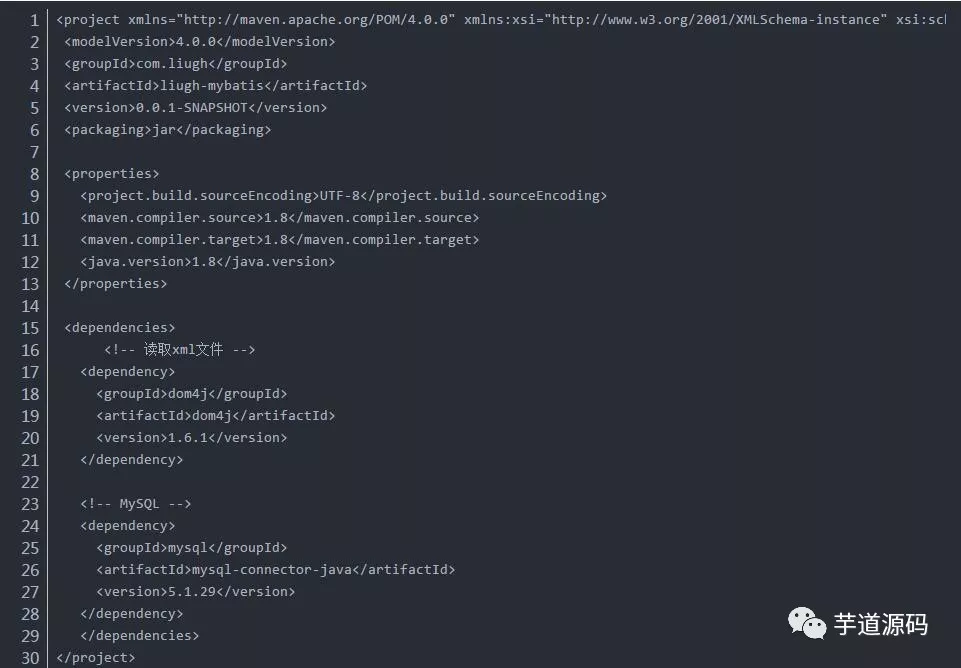 1 <project xmlns="http://maven.apache.org/POM/4.0.0" xmlns:xsi="http://www.w3.org/2001/XMLSchema-instance" xsi:scl
2 <modelVersion>4.0.0</modelVersion>
3 <groupId>com.liugh</groupId>
4 <artifactId>liugh-mybatis</artifactId>
5 <version>0.0.1-SNAPSHOT</version>
6 <packaging>jar</packaging>
7
8 <properties>
9 <project.build.sourceEncoding>UTF-8</project.build.sourceEncoding>
10 <maven.compiler.source>1.8</maven.compiler.source>
11 <maven.compiler.target>1.8</maven.compiler.target>
12 <java.version>1.8</java.version>
13 </properties>
14
15 <dependencies>
16 <!-- 读取xml文件 -->
17 <dependency>
18 <groupId>dom4j</groupId>
19 <artifactId>dom4j</artifactId>
20 <version>1.6.1</version>
21 </dependency>
22
23 <!-- MySQL -->
24 <dependency>
25 <groupId>mysql</groupId>
26 <artifactId>mysql-connector-java</artifactId>
27 <version>5.1.29</version>
28 </dependency>
29 </dependencies>
30 </project>
芋道源码